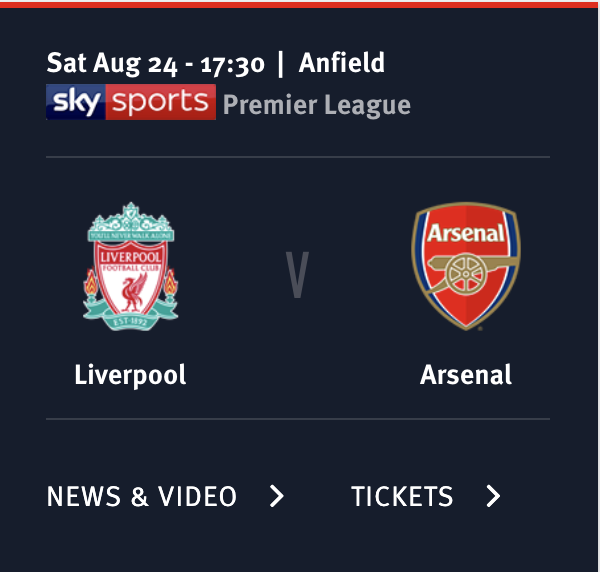 Sat Aug 24 - 17:30 | Anfield
sky sports Premier League
YOU'LL NEVER WALK ALONE
LIVERPOOL
FOOTBALL CLUB
EST·1892
Arsenal
V
Liverpool
Arsenal
NEWS & VIDEO >
TICKETS >